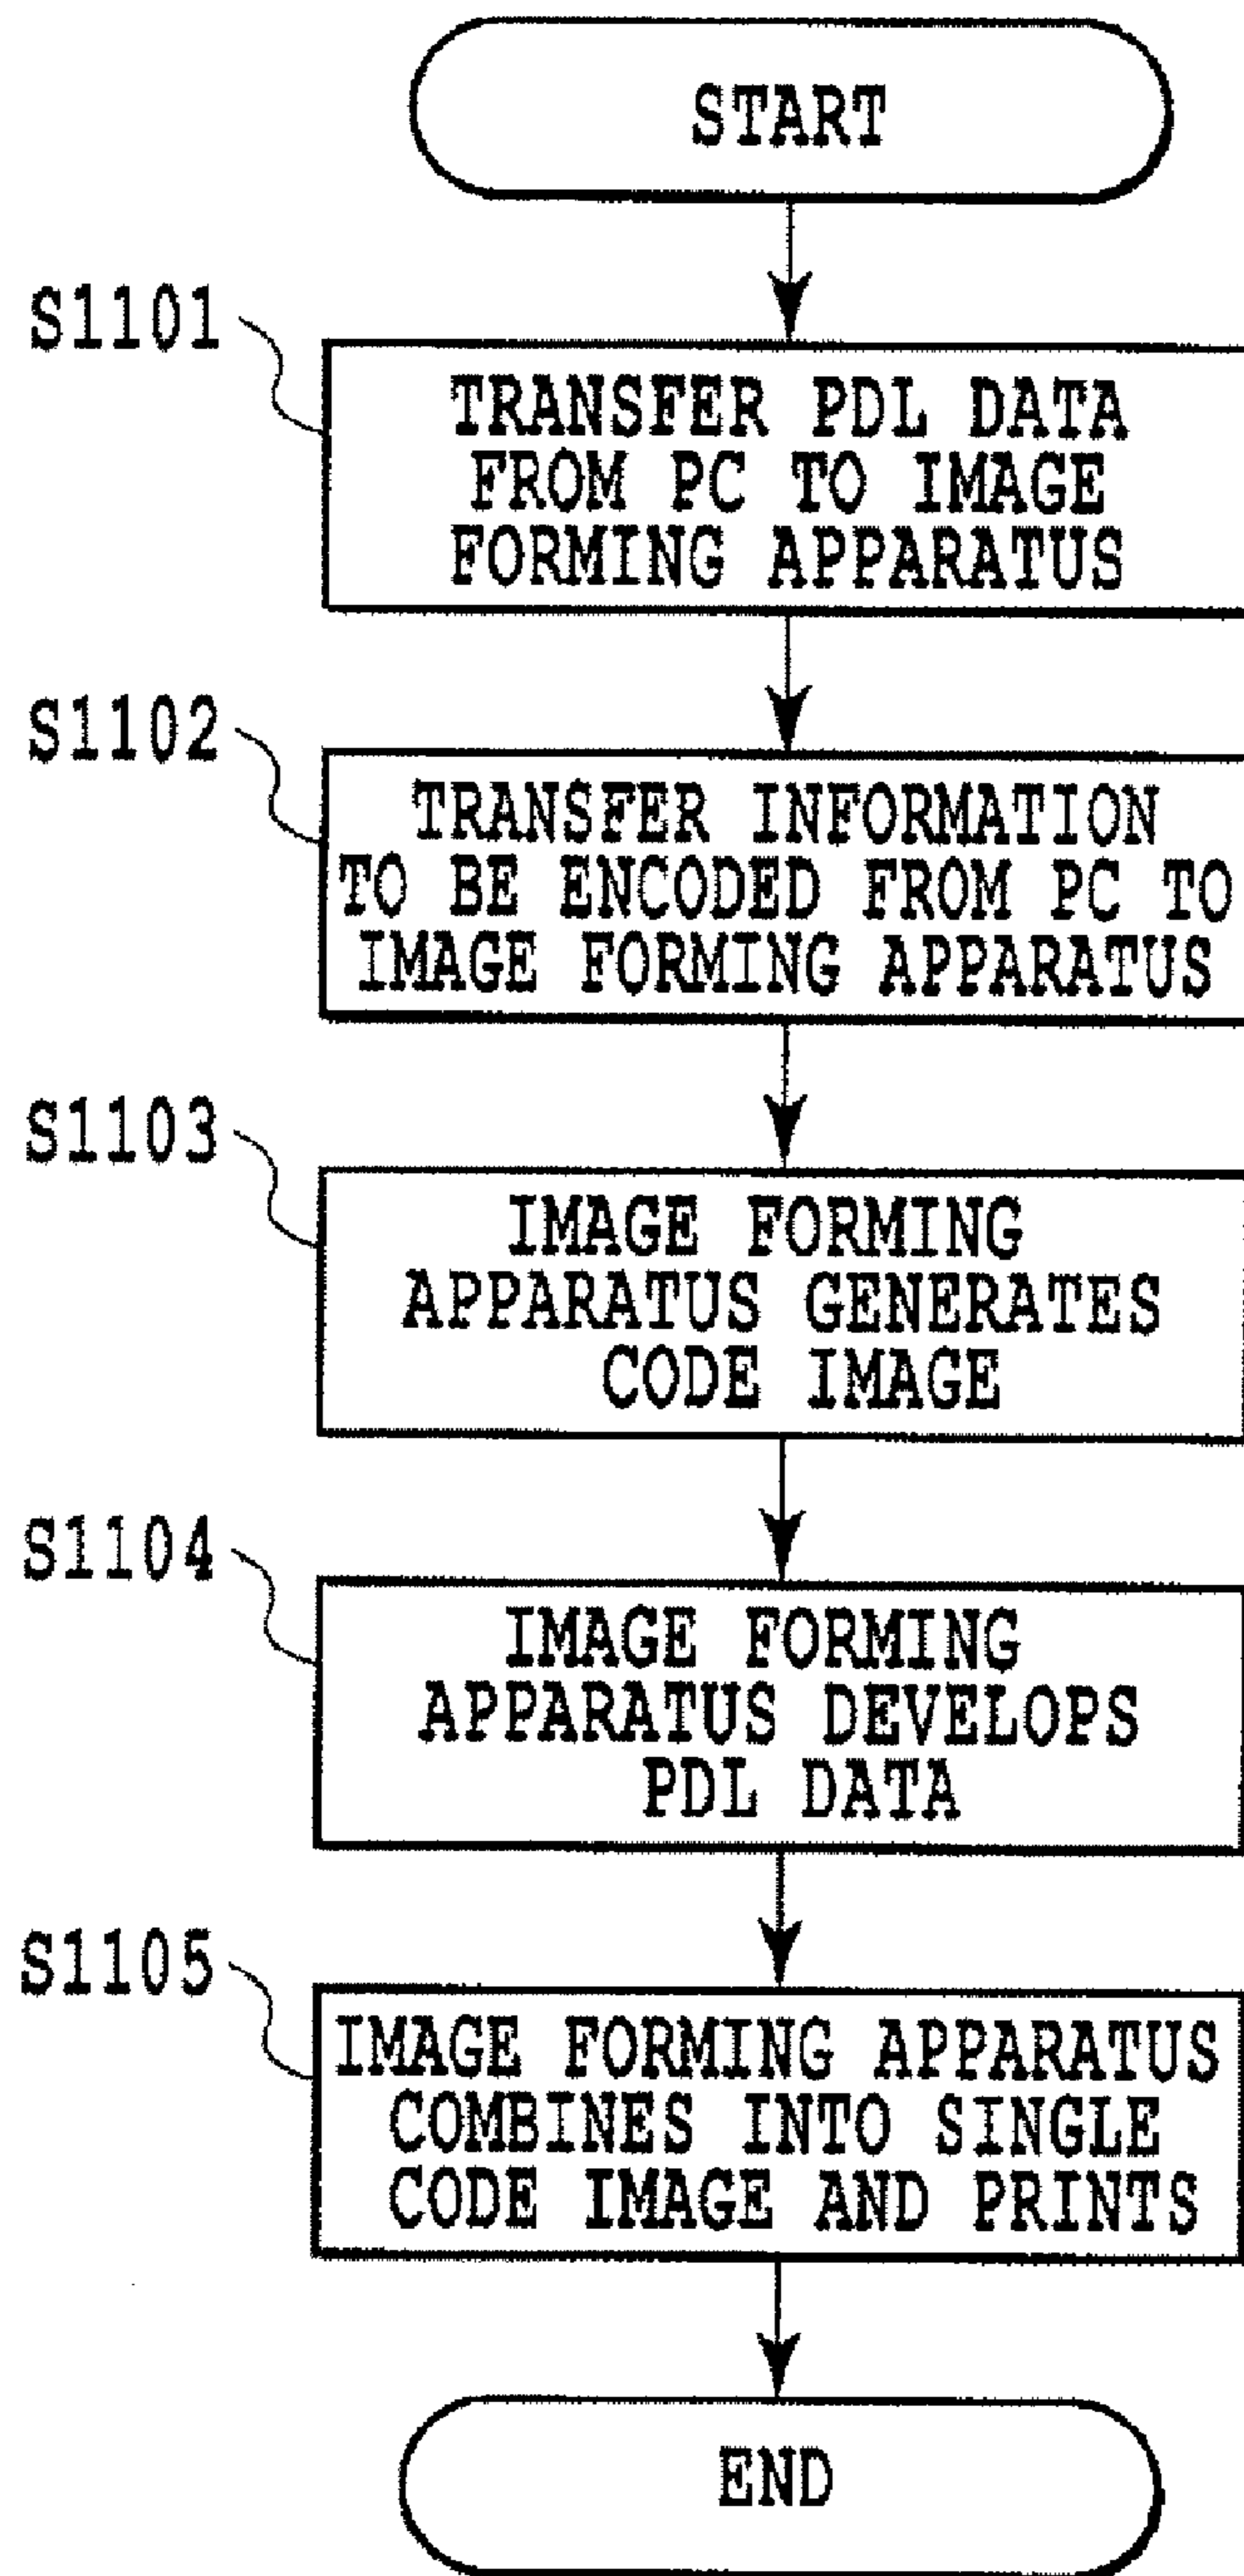 START
S1101
TRANSFER PDL DATA
FROM PC TO IMAGE
FORMING APPARATUS
S1102
TRANSFER INFORMATION
TO BE ENCODED FROM PC TO
IMAGE FORMING APPARATUS
S1103
IMAGE FORMING
APPARATUS GENERATES
CODE IMAGE
S1104
IMAGE FORMING
APPARATUS DEVELOPS
PDL DATA
S1105
IMAGE FORMING APPARATUS
COMBINES INTO SINGLE
CODE IMAGE AND PRINTS
END